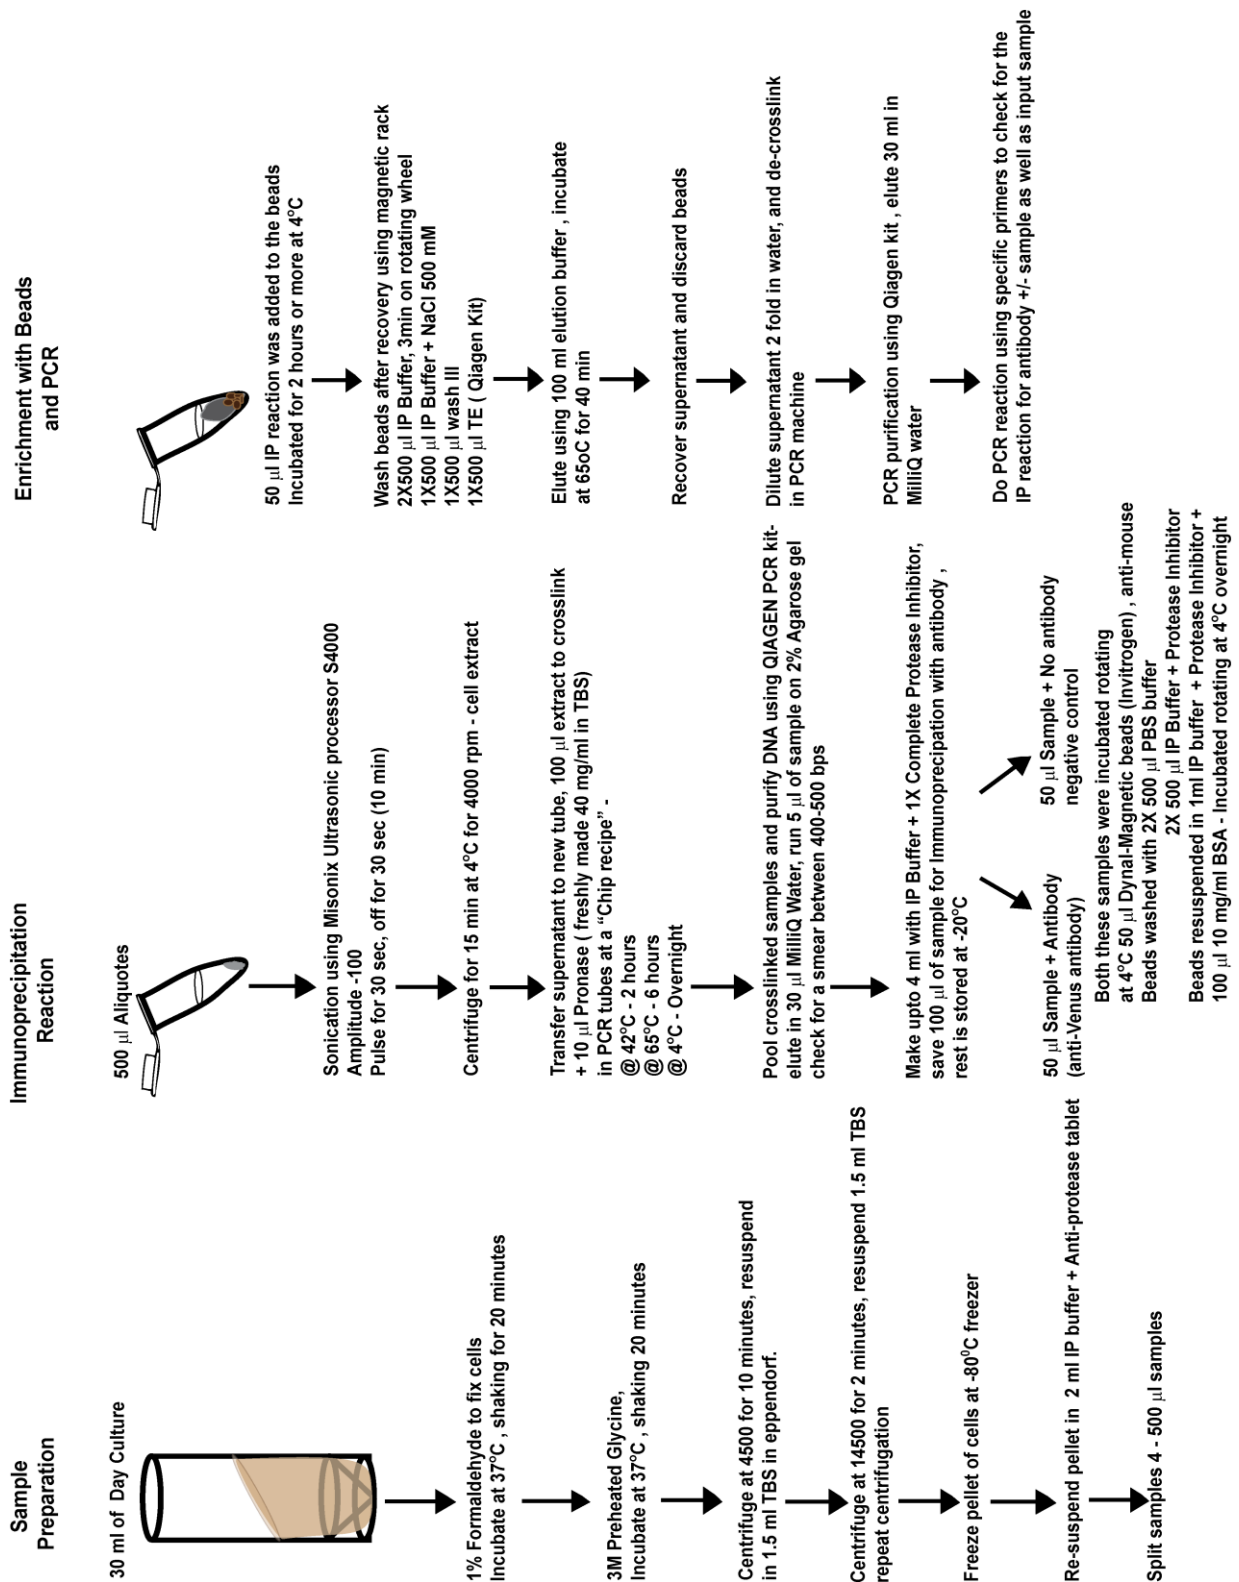 Sample
Preparation
30 ml of Day Culture
1% Formaldehyde to fix cells
Incubate at 37°C , shaking for 20 minutes
3M Preheated Glycine,
Incubate at 37°C , shaking 20 minutes
Centrifuge at 4500 for 10 minutes, resuspend
in 1.5 ml TBS in eppendorf.
Centrifuge at 14500 for 2 minutes, resuspend 1.5 ml TBS
repeat centrifugation
Freeze pellet of cells at -80⁰C freezer
Re-suspend pellet in 2 ml IP buffer + Anti-protease tablet
Split samples 4 - 500 µl samples
Immunoprecipitation
Reaction
500 µl Aliquotes
Sonication using Misonix Ultrasonic processor S4000
Amplitude -100
Pulse for 30 sec, off for 30 sec (10 min)
Centrifuge for 15 min at 4°C for 4000 rpm - cell extract
Transfer supernatant to new tube, 100 µl extract to crosslink
+ 10 µl Pronase ( freshly made 40 mg/ml in TBS)
in PCR tubes at a “Chip recipe” -
@ 42°C - 2 hours
@ 65°C - 6 hours
@ 4°C - Overnight
Pool crosslinked samples and purify DNA using QIAGEN PCR kit-
elute in 30 µl MilliQ Water, run 5 µl of sample on 2% Agarose gel
check for a smear between 400-500 bps
Make upto 4 ml with IP Buffer + 1X Complete Protease Inhibitor,
save 100 µl of sample for Immunoprecipation with antibody ,
rest is stored at -20°C
50 µl Sample + Antibody
(anti-Venus antibody)
50 µl Sample + No antibody
negative control
Both these samples were incubated rotating
at 4°C 50 µl Dynal-Magnetic beads (Invitrogen) , anti-mouse
Beads washed with 2X 500 µl PBS buffer
2X 500 µl IP Buffer + Protease Inhibitor
Beads resuspended in 1ml IP buffer + Protease Inhibitor +
100 µl 10 mg/ml BSA - Incubated rotating at 4°C overnight
Enrichment with Beads
and PCR
50 µl IP reaction was added to the beads
Incubated for 2 hours or more at 4°C
Wash beads after recovery using magnetic rack
2X500 µl IP Buffer, 3min on rotating wheel
1X500 µl IP Buffer + NaCl 500 mM
1X500 µl wash III
1X500 µl TE ( Qiagen Kit)
Elute using 100 ml elution buffer , incubate
at 65oC for 40 min
Recover supernatant and discard beads
Dilute supernatant 2 fold in water, and de-crosslink
in PCR machine
PCR purification using Qiagen kit , elute 30 ml in
MilliQ water
Do PCR reaction using specific primers to check for the
IP reaction for antibody +/- sample as well as input sample